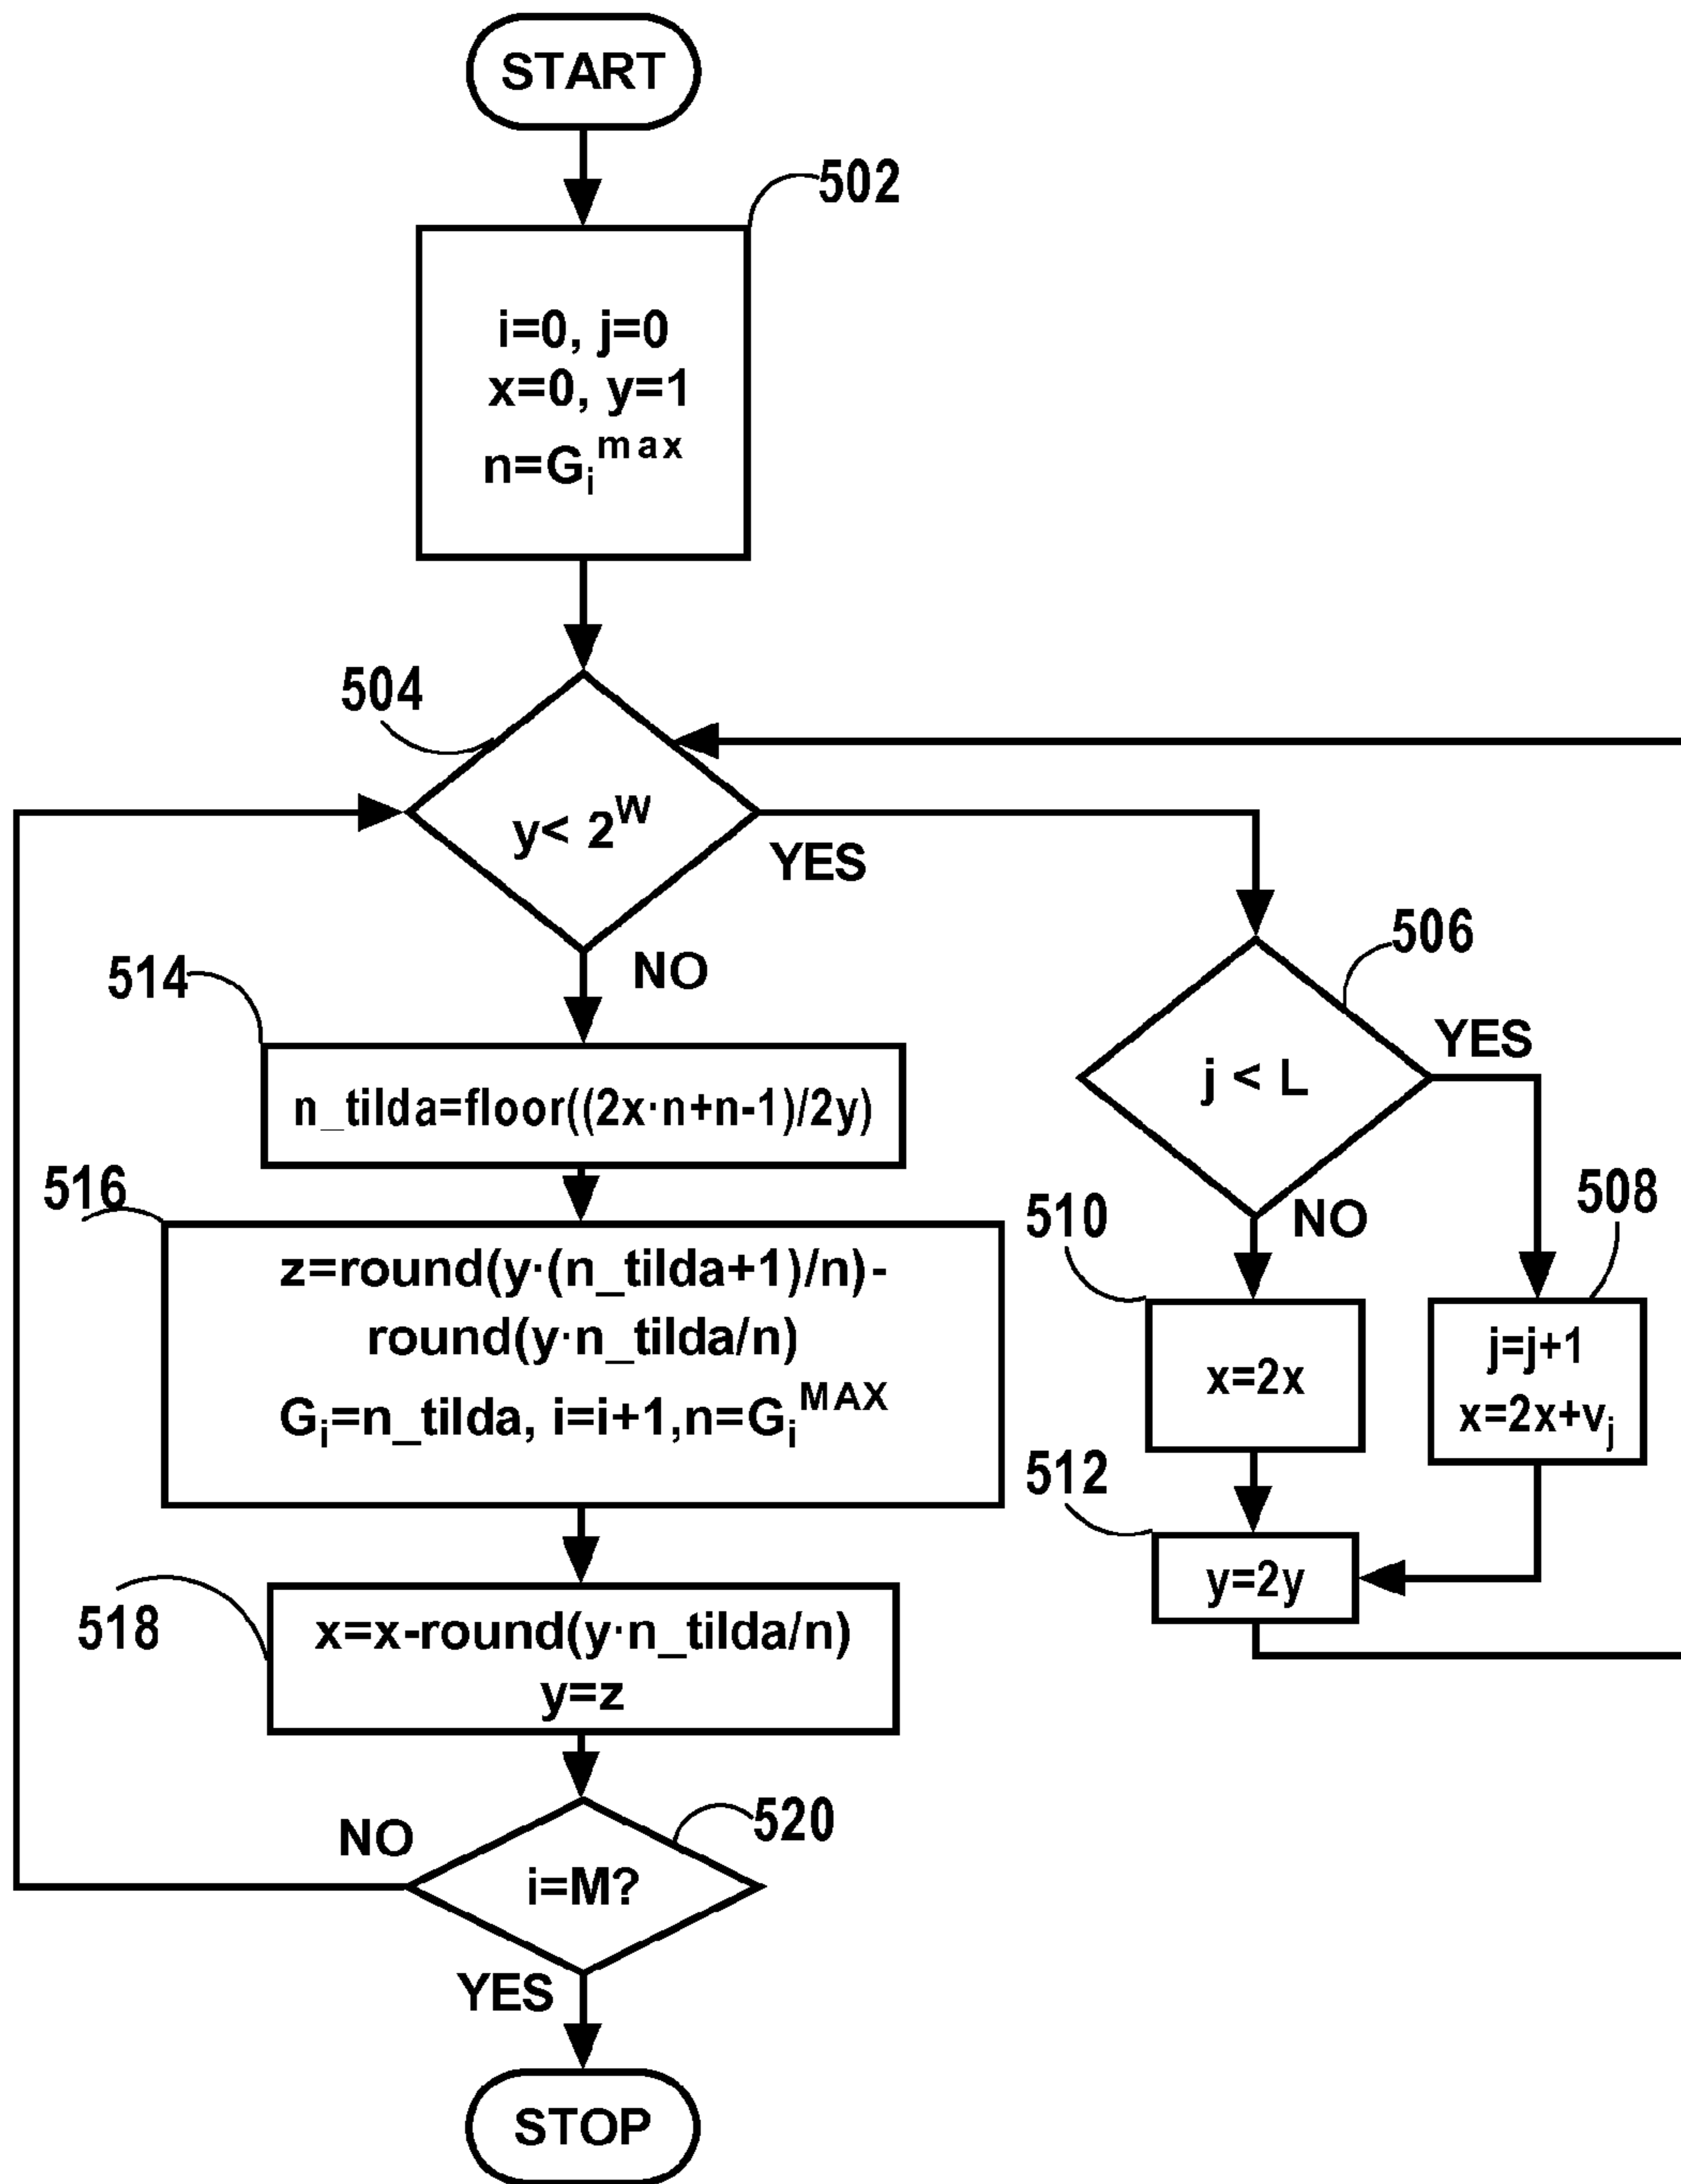 START
502
i=0, j=0
x=0, y=1
n=G_i^max
504
y< 2^W
YES
NO
506
j < L
YES
NO
514
n_tilda=floor((2x·n+n-1)/2y)
516
z=round(y·(n_tilda+1)/n)-
round(y·n_tilda/n)
G_i=n_tilda, i=i+1,n=G_i^MAX
510
x=2x
508
j=j+1
x=2x+v_j
512
y=2y
518
x=x-round(y·n_tilda/n)
y=z
520
NO
i=M?
YES
STOP